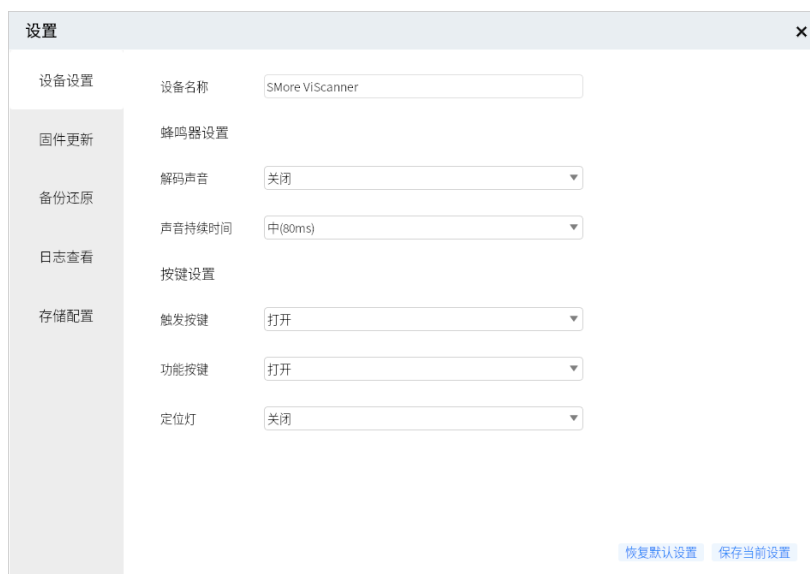 设置
设备设置
固件更新
备份还原
日志查看
存储配置
设备名称 SMore ViScanner
蜂鸣器设置
解码声音 关闭
声音持续时间 中(80ms)
按键设置
触发按键 打开
功能按键 打开
定位灯 关闭
恢复默认设置 保存当前设置